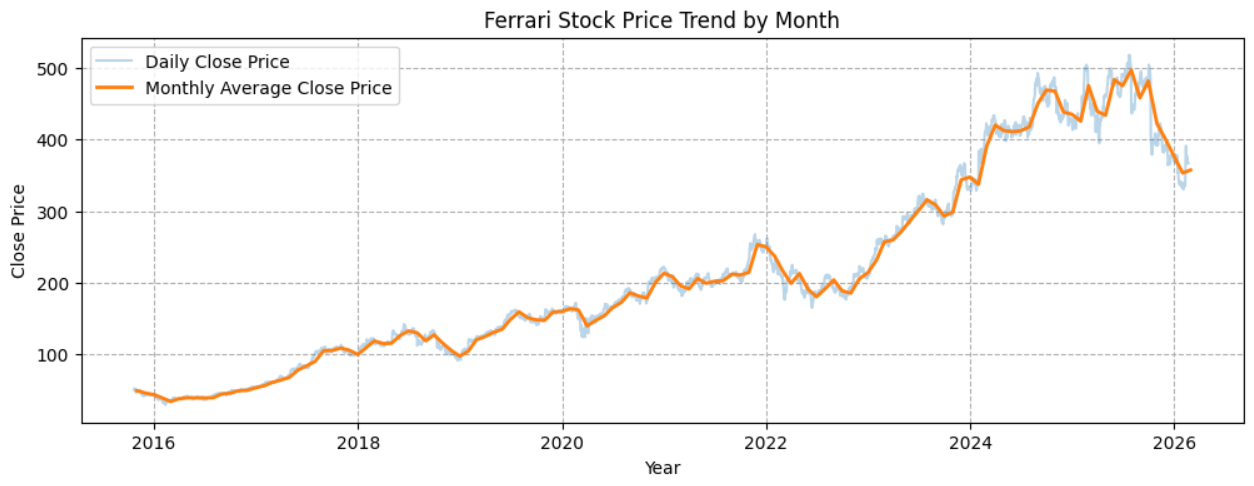 Ferrari Stock Price Trend by Month
Daily Close Price
Monthly Average Close Price
Close Price
500
400
300
200
100
2016
2018
2020
2022
2024
2026
Year